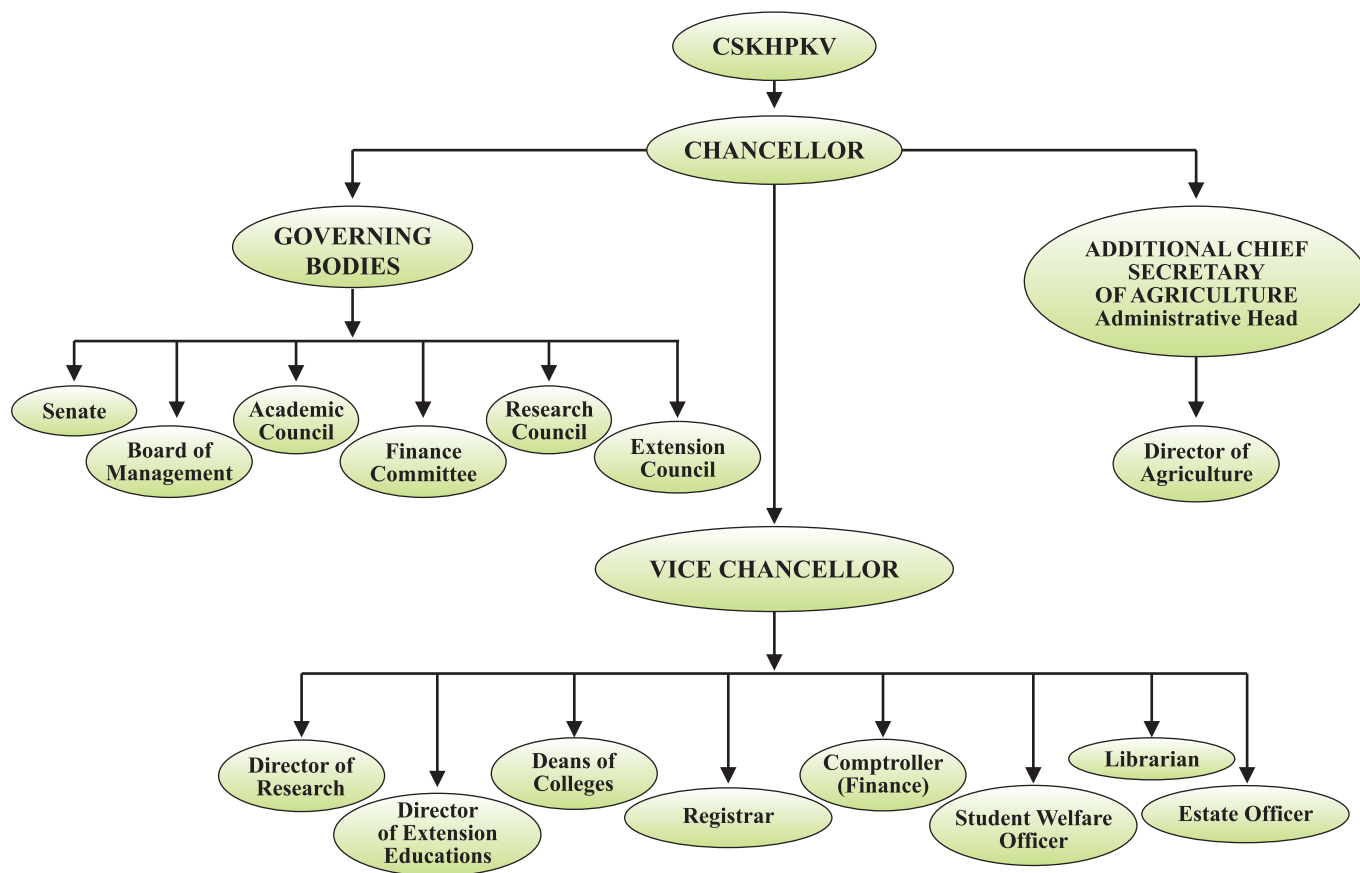 CSKHPKV
CHANCELLOR
GOVERNING
BODIES
ADDITIONAL CHIEF
SECRETARY
OF AGRICULTURE
Administrative Head
Senate
Board of
Management
Academic
Council
Finance
Committee
Research
Council
Extension
Council
Director of
Agriculture
VICE CHANCELLOR
Director of
Research
Director
of Extension
Educations
Deans of
Colleges
Registrar
Comptroller
(Finance)
Student Welfare
Officer
Librarian
Estate Officer